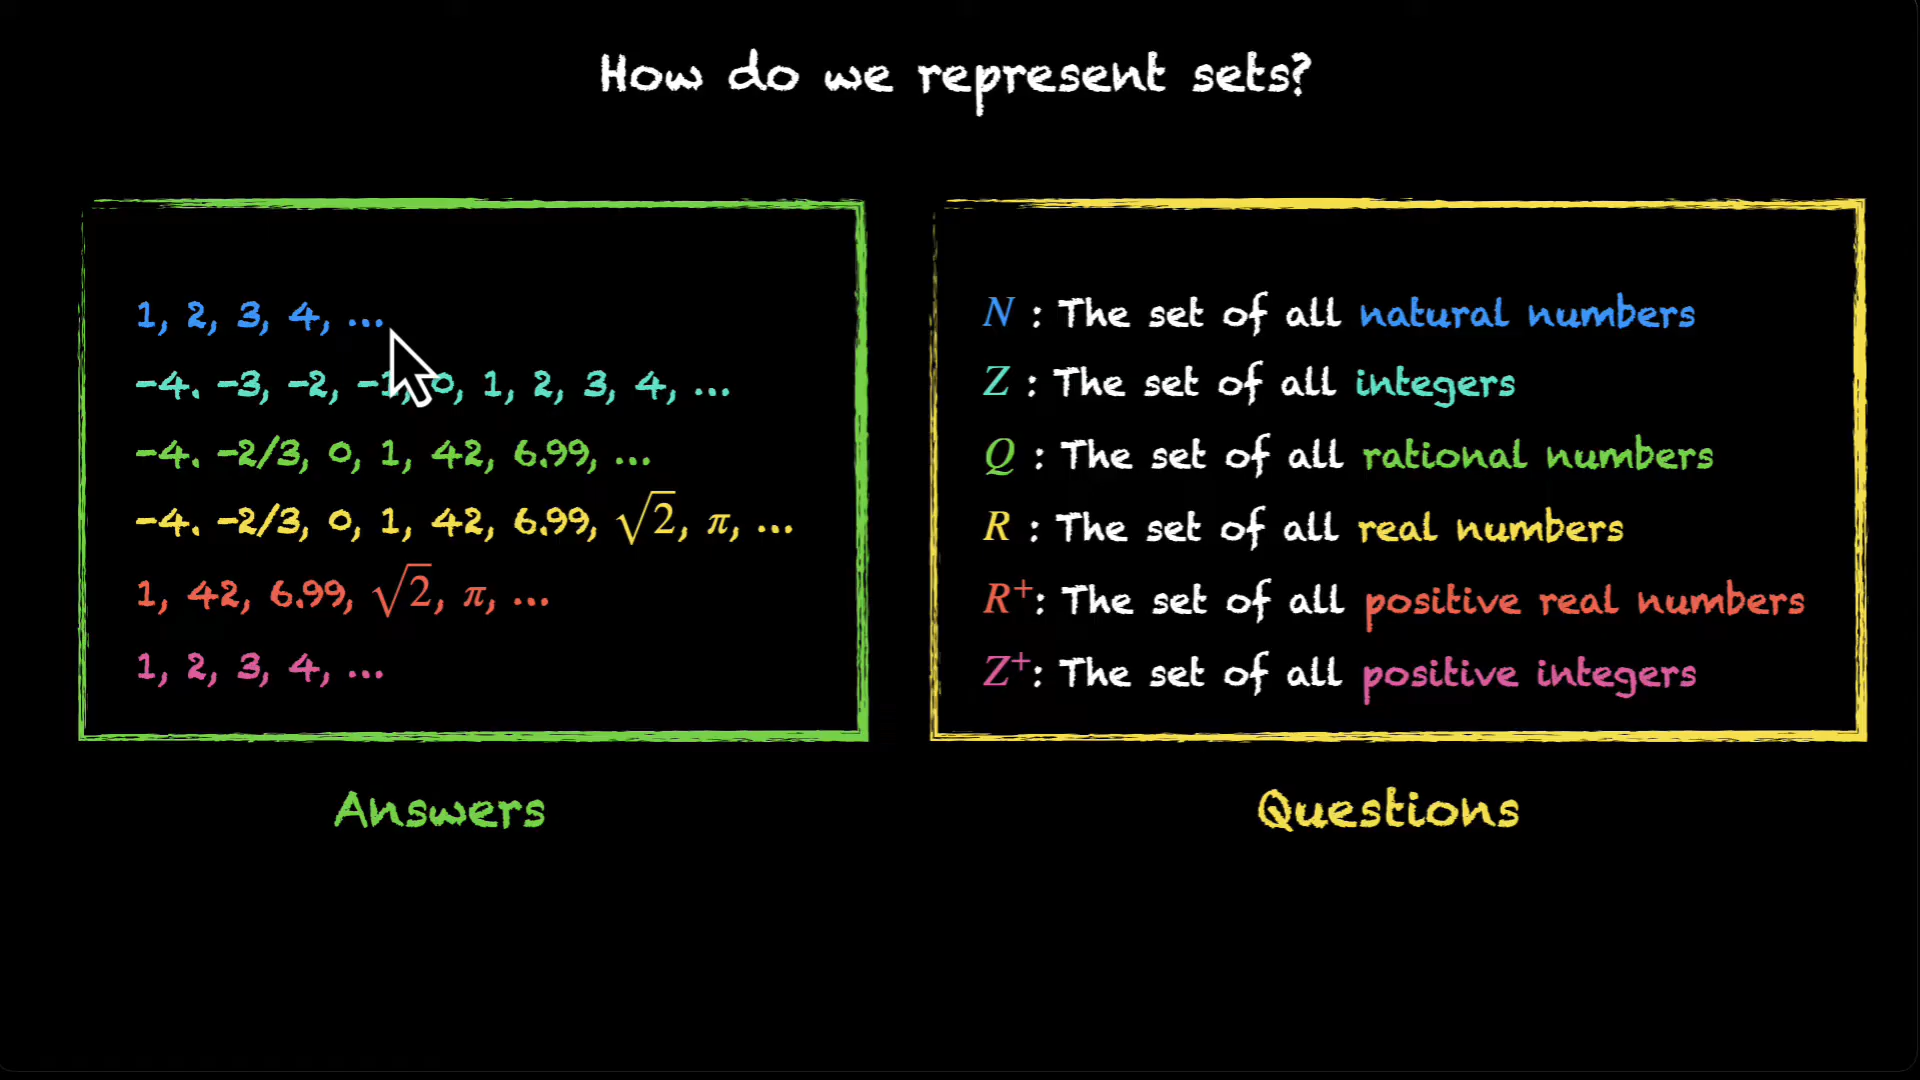 How do we represent sets?
1, 2, 3, 4, ...
-4. -3, -2, -1, 0, 1, 2, 3, 4, ...
-4. -2/3, 0, 1, 42, 6.99, ...
-4. -2/3, 0, 1, 42, 6.99, √2, π, ...
1, 42, 6.99, √2, π, ...
1, 2, 3, 4, ...
Answers
N : The set of all natural numbers
Z : The set of all integers
Q : The set of all rational numbers
R : The set of all real numbers
R⁺: The set of all positive real numbers
Z⁺: The set of all positive integers
Questions